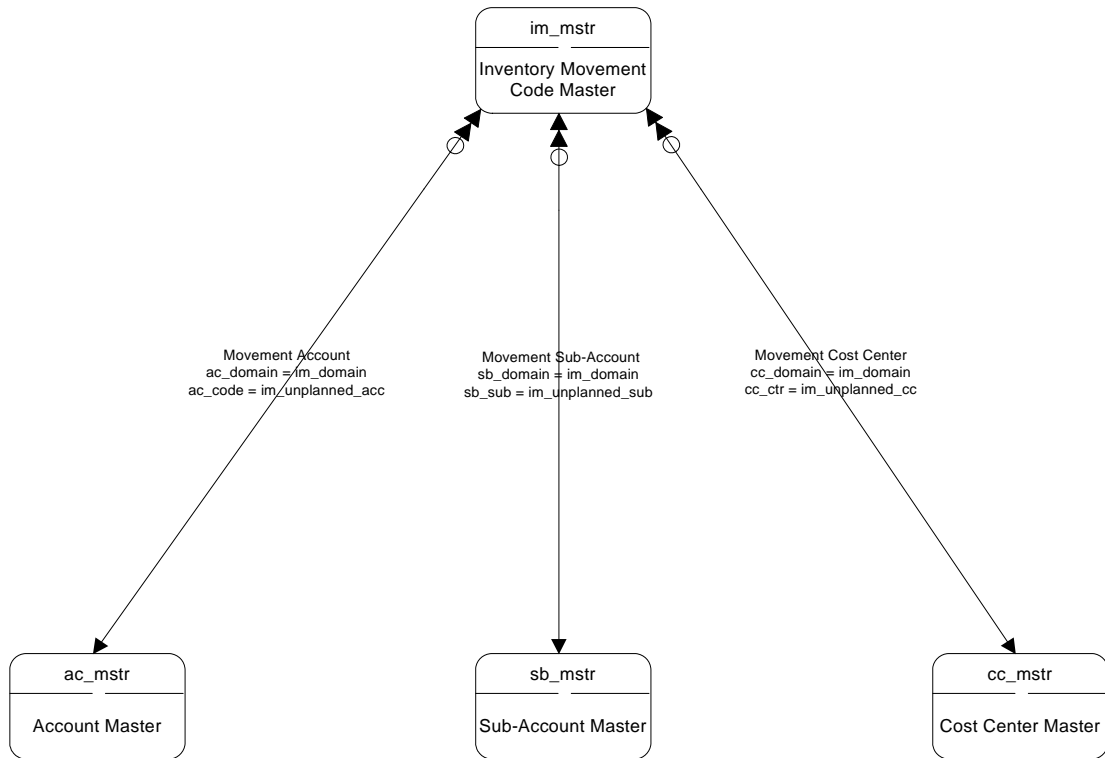 im_mstr
Inventory Movement
Code Master
Movement Account
ac_domain = im_domain
ac_code = im_unplanned_acc
Movement Sub-Account
sb_domain = im_domain
sb_sub = im_unplanned_sub
Movement Cost Center
cc_domain = im_domain
cc_ctr = im_unplanned_cc
ac_mstr
Account Master
sb_mstr
Sub-Account Master
cc_mstr
Cost Center Master